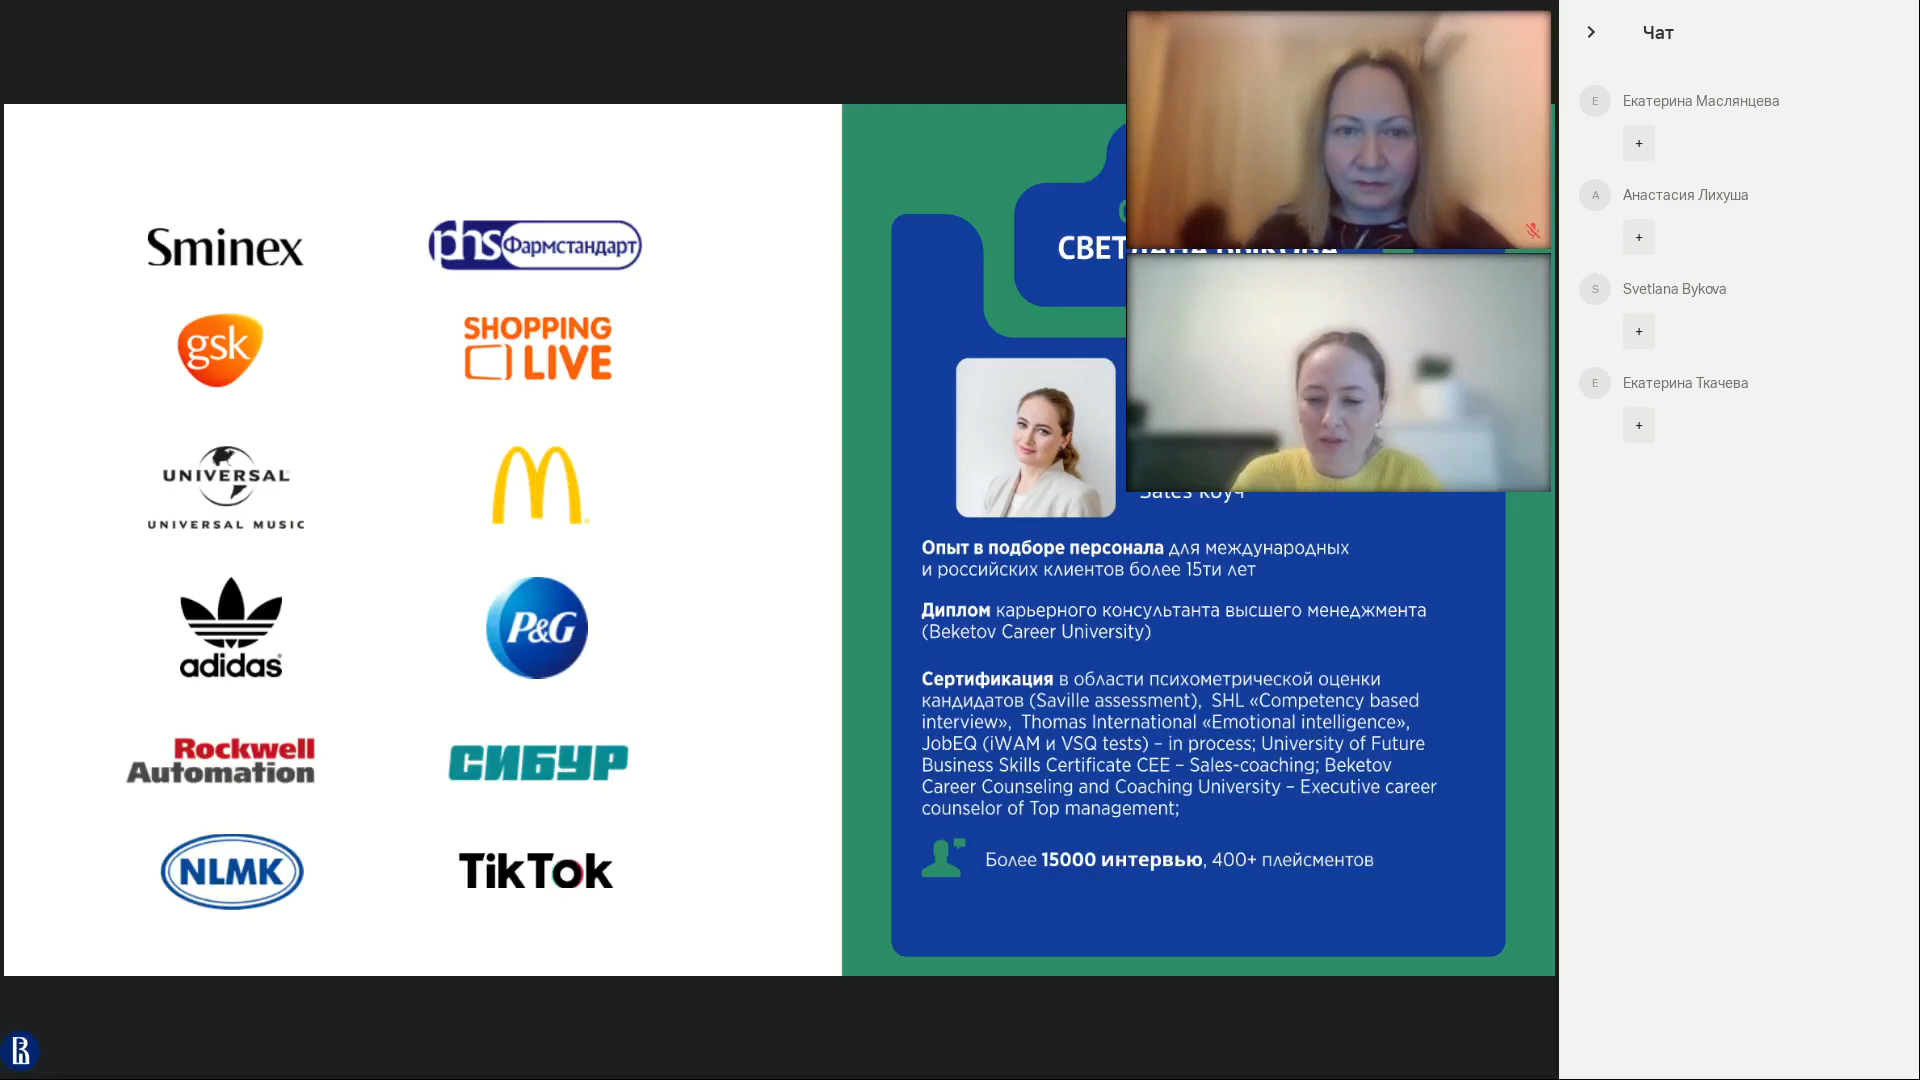 Sminex
phs Фармстандарт
gsk
SHOPPING
LIVE
UNIVERSAL
UNIVERSAL MUSIC
adidas
P&G
Rockwell
Automation
СИБУР
NLMK
TikTok
Sales коуч
Опыт в подборе персонала для международных
и российских клиентов более 15ти лет
Диплом карьерного консультанта высшего менеджмента
(Beketov Career University)
Сертификация в области психометрической оценки
кандидатов (Saville assessment), SHL «Competency based
interview», Thomas International «Emotional intelligence»,
JobEQ (iWAM и VSQ tests) – in process; University of Future
Business Skills Certificate CEE – Sales-coaching; Beketov
Career Counseling and Coaching University – Executive career
counselor of Top management;
Более 15000 интервью, 400+ плейсментов
Чат
E Екатерина Маслянцева
+
A Анастасия Лихуша
+
S Svetlana Bykova
+
E Екатерина Ткачева
+